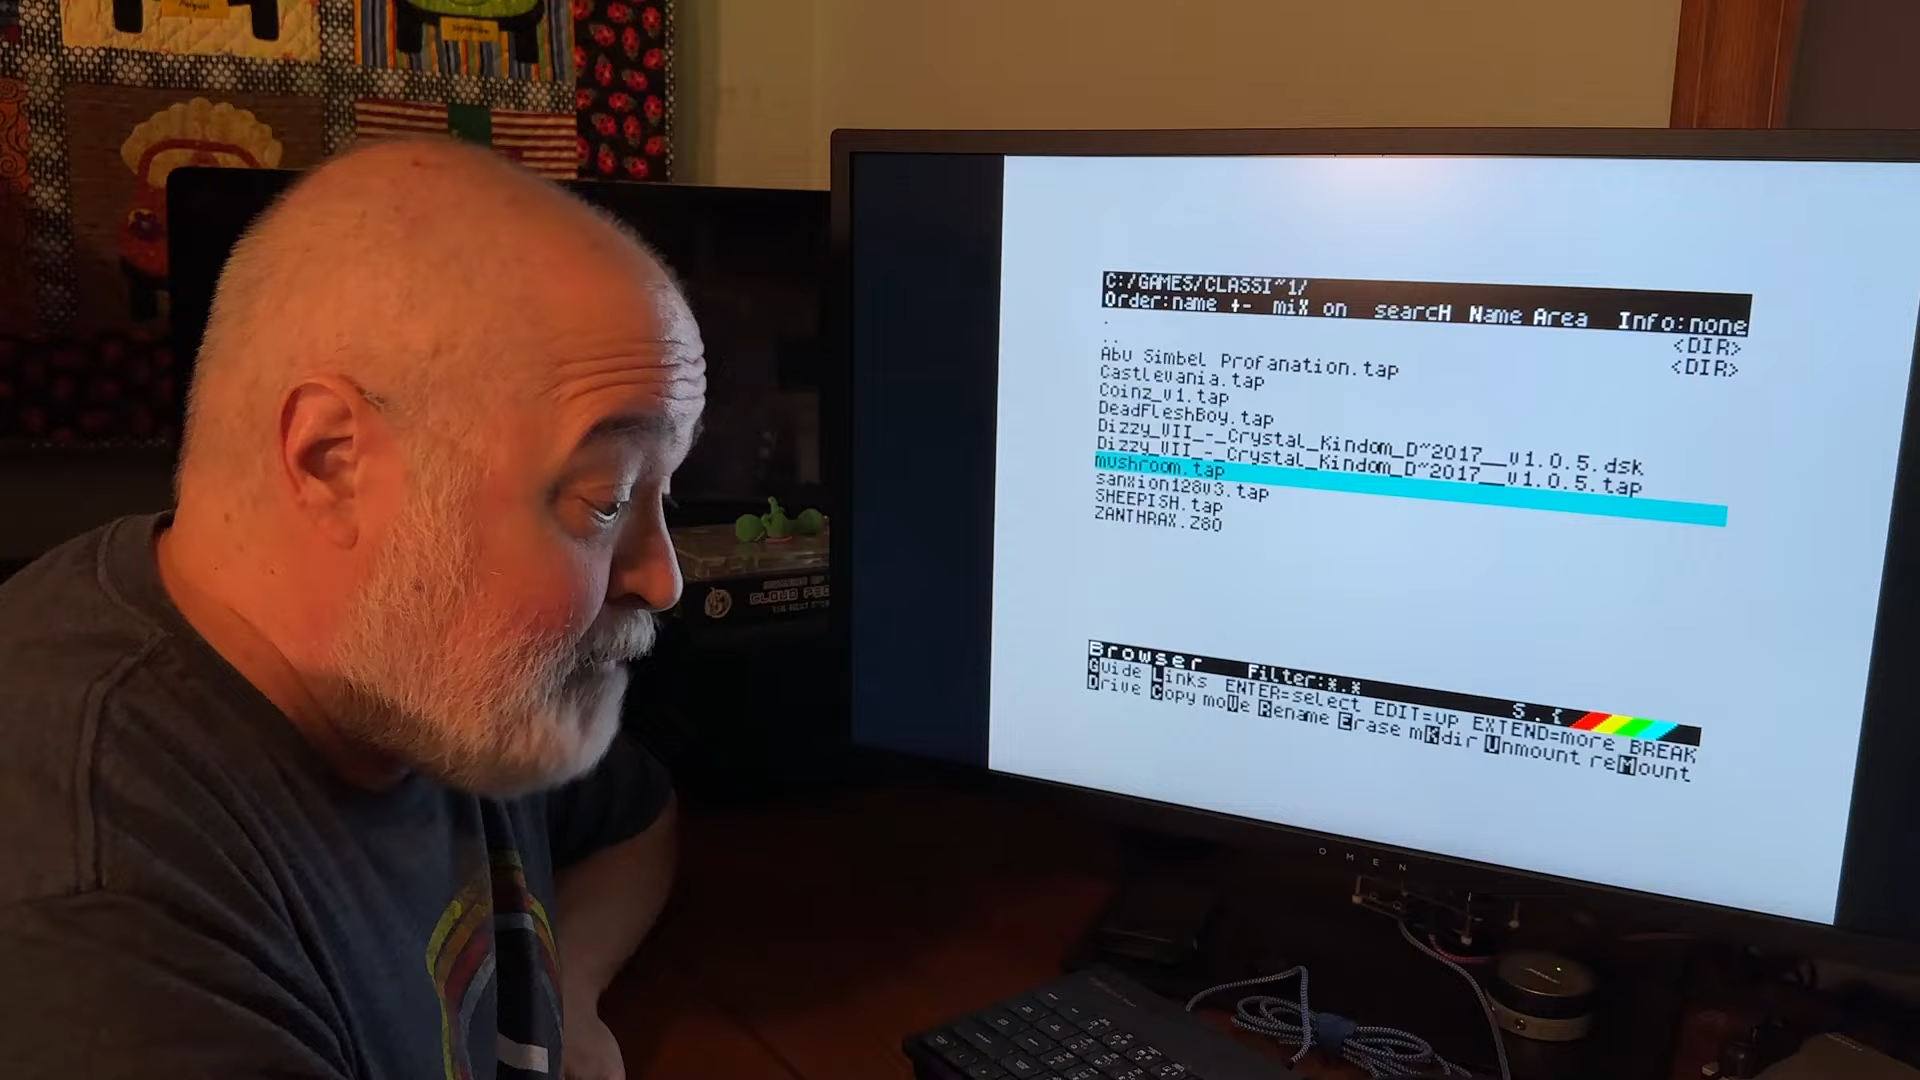 C:/GAMES/CLASSI~1/
Order:name +- miX on searcH Name Area Info:none
. <DIR>
.. <DIR>
Abu Simbel Profanation.tap
Castlevania.tap
Coinz_v1.tap
DeadFleshBoy.tap
Dizzy_VII_-_Crystal_Kindom_D~2017__v1.0.5.dsk
Dizzy_VII_-_Crystal_Kindom_D~2017__v1.0.5.tap
mushroom.tap
sanxion128v3.tap
SHEEPISH.tap
ZANTHRAX.Z80
Browser Filter:*.* S.{
Guide Links ENTER=select EDIT=up EXTEND=more BREAK
Drive Copy moVe Rename Erase mKdir Unmount reMount
OMEN
August